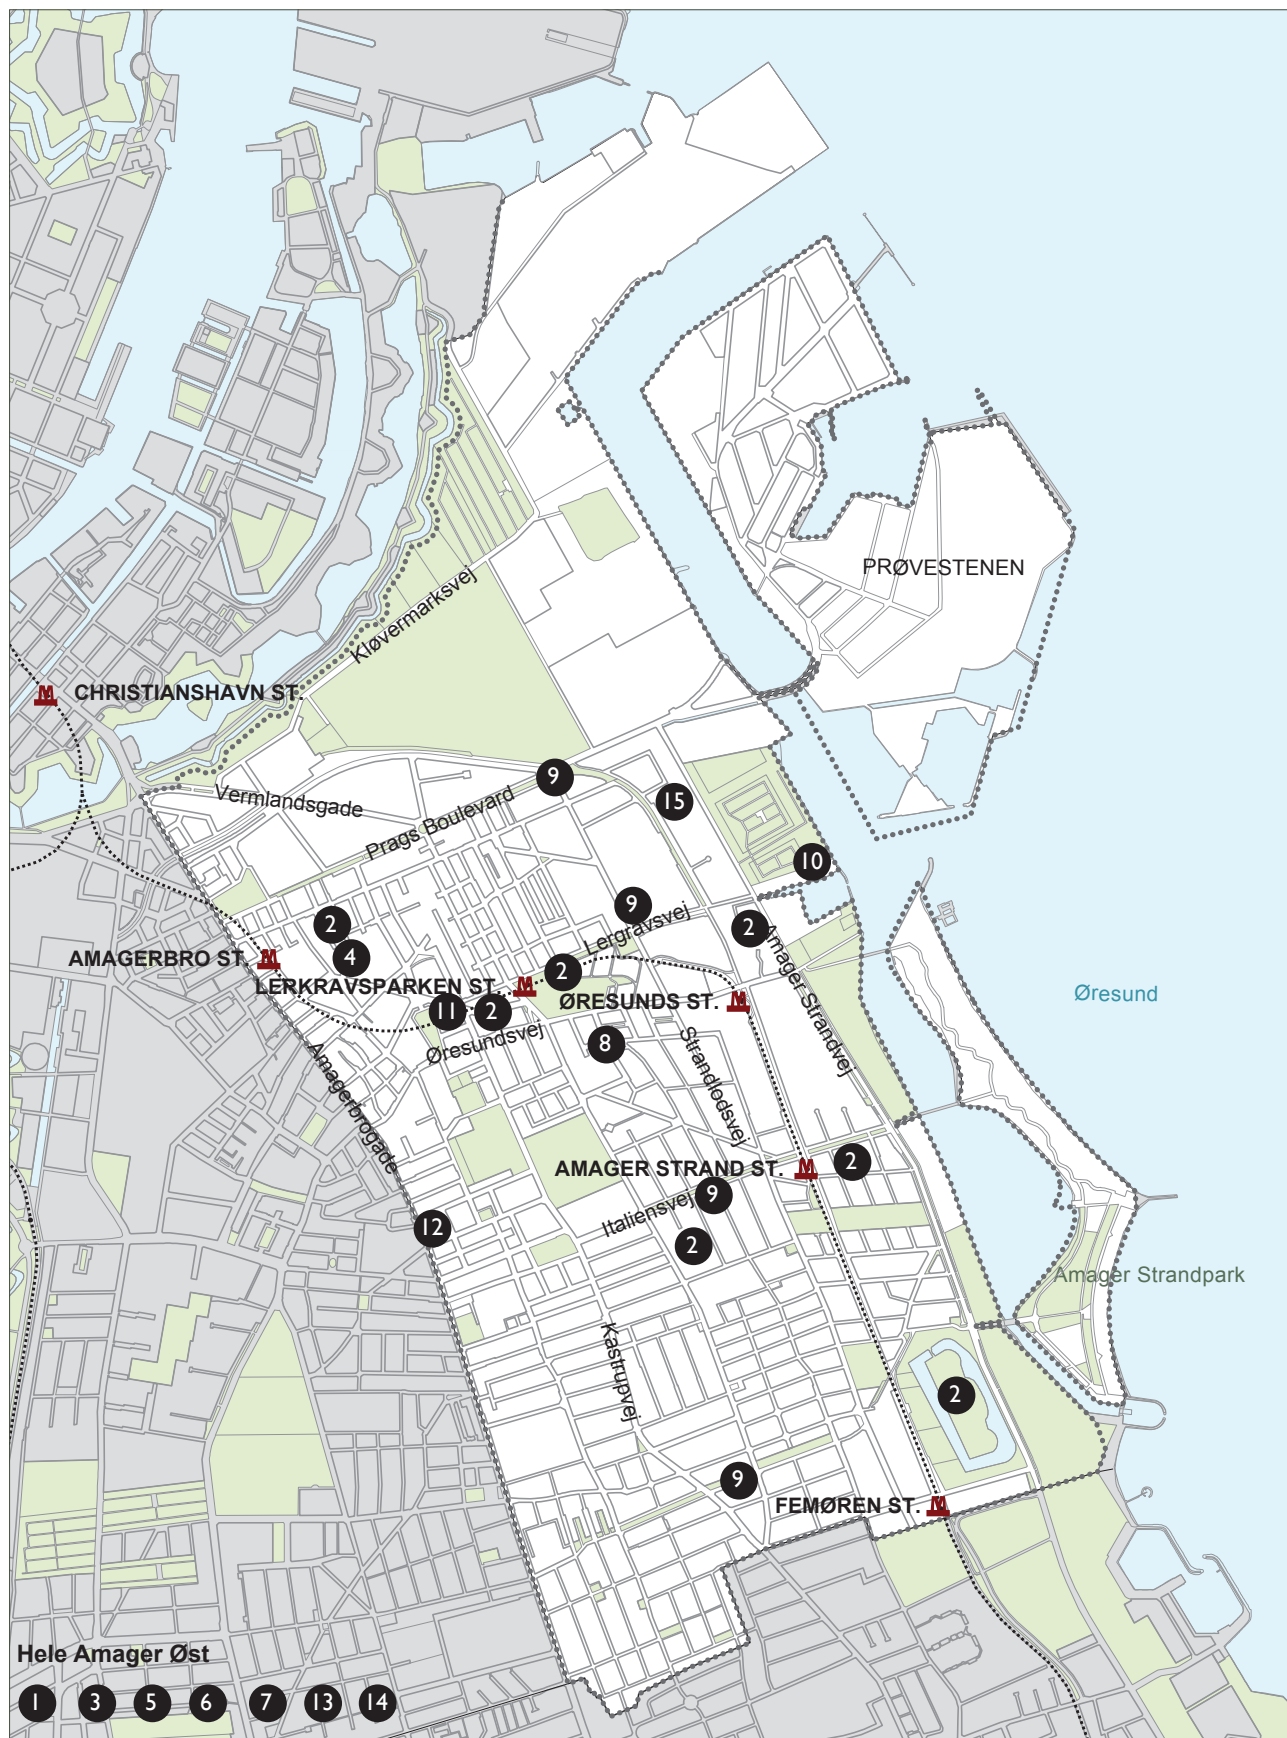 PRØVESTENEN
Kløvermarksvej
CHRISTIANSHAVN ST.
9
Vermlandsgade
15
Prags Boulevard
10
9
2
2
Lergravsvej
4
AMAGERBRO ST.
2
LERKRAVSPARKEN ST.
Amager Strandvej
ØRESUNDS ST.
Øresund
11
2
Øresundsvej
8
Strandlodsvej
Amagerbrogade
AMAGER STRAND ST.
2
9
Italiensvej
12
2
Amager Strandpark
Kastrupvej
2
9
FEMØREN ST.
Hele Amager Øst
1 3 5 6 7 13 14